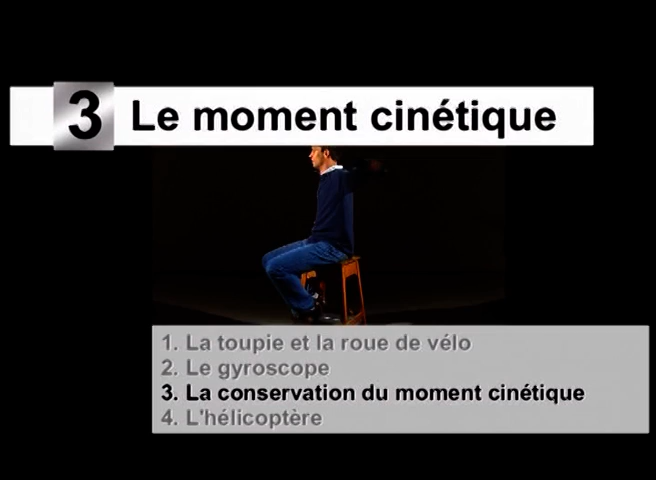 3 Le moment cinétique
1. La toupie et la roue de vélo
2. Le gyroscope
3. La conservation du moment cinétique
4. L'hélicoptère